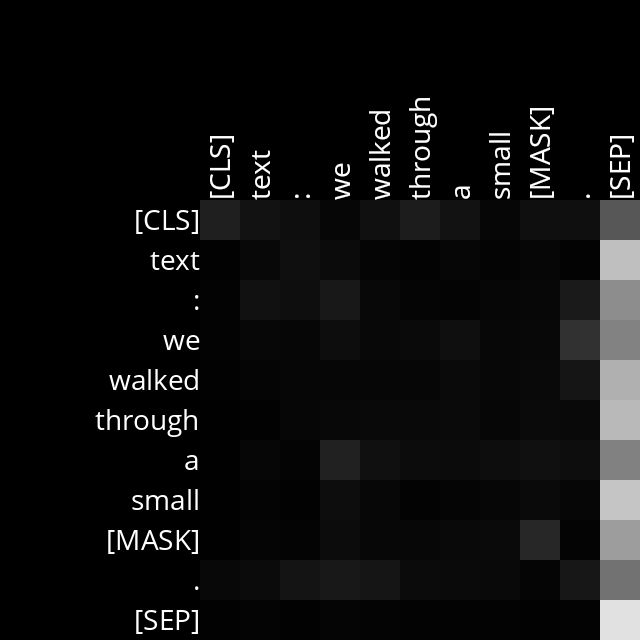 [CLS] text : we walked through a small [MASK] . [SEP]
[CLS]
text
:
we
walked
through
a
small
[MASK]
.
[SEP]